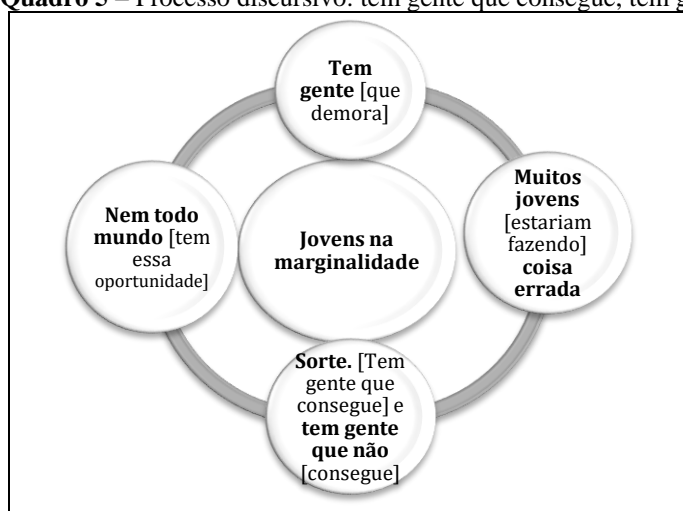 Quadro 5 – Processo discursivo: tem gente que consegue, tem g
Tem
gente [que
demora]
Muitos
jovens
[estariam
fazendo]
coisa
errada
Nem todo
mundo [tem
essa
oportunidade]
Jovens na
marginalidade
Sorte. [Tem
gente que
consegue] e
tem gente
que não
[consegue]